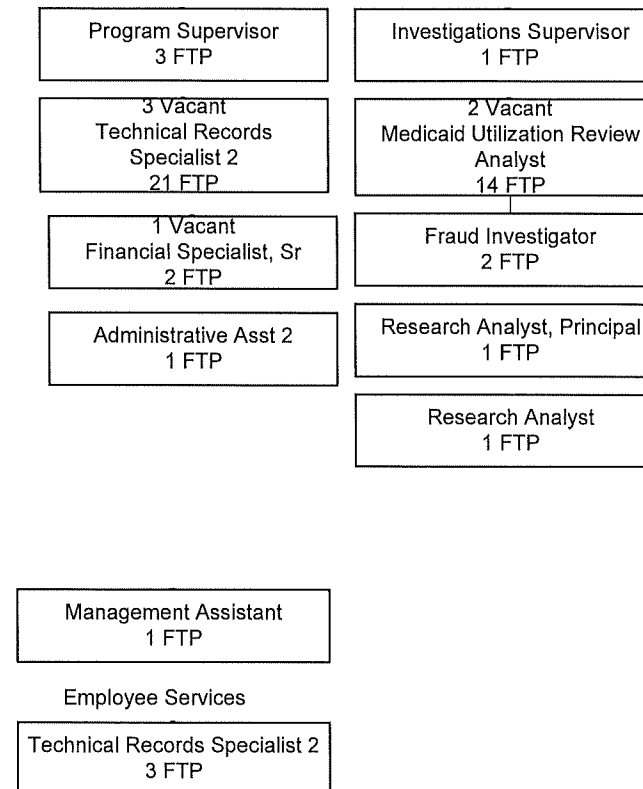 Program Supervisor
3 FTP
3 Vacant
Technical Records
Specialist 2
21 FTP
1 Vacant
Financial Specialist, Sr
2 FTP
Administrative Asst 2
1 FTP
Investigations Supervisor
1 FTP
2 Vacant
Medicaid Utilization Review
Analyst
14 FTP
Fraud Investigator
2 FTP
Research Analyst, Principal
1 FTP
Research Analyst
1 FTP
Management Assistant
1 FTP
Employee Services
Technical Records Specialist 2
3 FTP